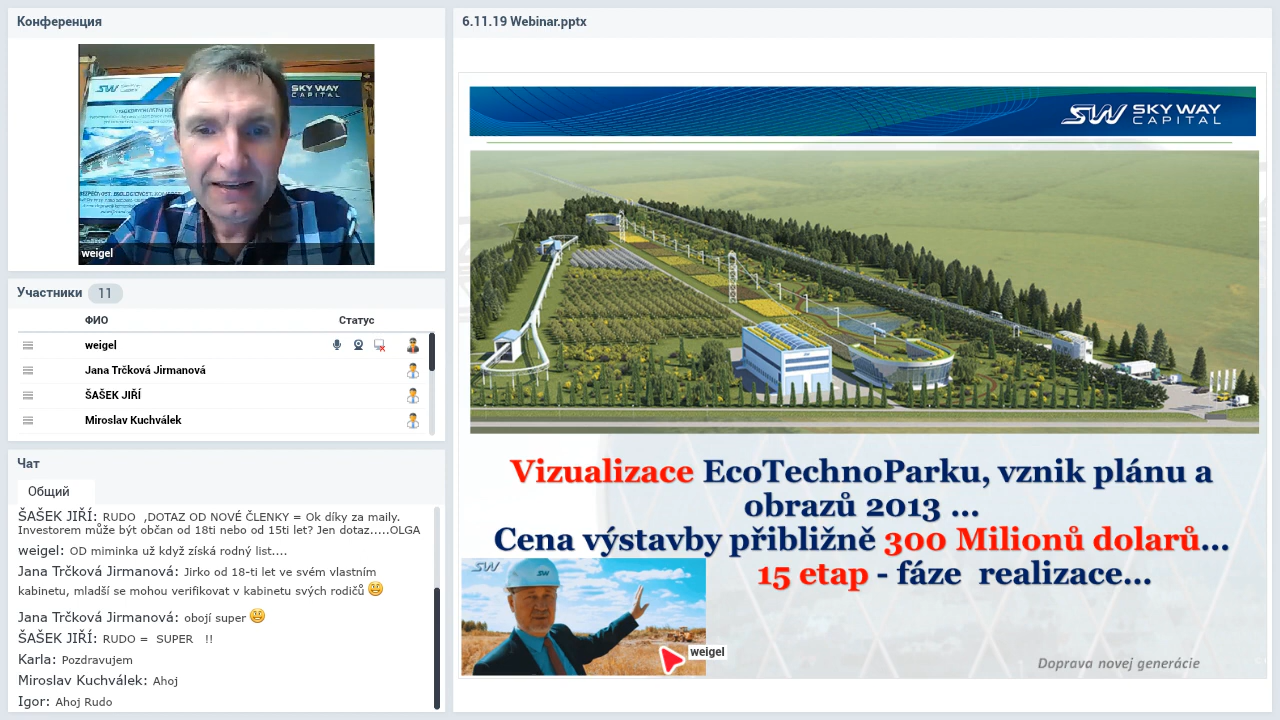 Конференция
SW
SKY WAY
CAPITAL
weigel
Участники 11
ФИО Статус
weigel
Jana Trčková Jirmanová
ŠAŠEK JIŘÍ
Miroslav Kuchválek
Чат
Общий
ŠAŠEK JIŘÍ: RUDO ,DOTAZ OD NOVÉ ČLENKY = Ok díky za maily.
Investorem může být občan od 18ti nebo od 15ti let? Jen dotaz.....OLGA
weigel: OD miminka už když získá rodný list....
Jana Trčková Jirmanová: Jirko od 18-ti let ve svém vlastním
kabinetu, mladší se mohou verifikovat v kabinetu svých rodičů
Jana Trčková Jirmanová: obojí super
ŠAŠEK JIŘÍ: RUDO = SUPER !!
Karla: Pozdravujem
Miroslav Kuchválek: Ahoj
Igor: Ahoj Rudo
6.11.19 Webinar.pptx
SW SKY WAY
CAPITAL
Vizualizace EcoTechnoParku, vznik plánu a
obrazů 2013 ...
Cena výstavby přibližně 300 Milionů dolarů...
15 etap - fáze realizace...
SW
SW
weigel
Doprava novej generácie